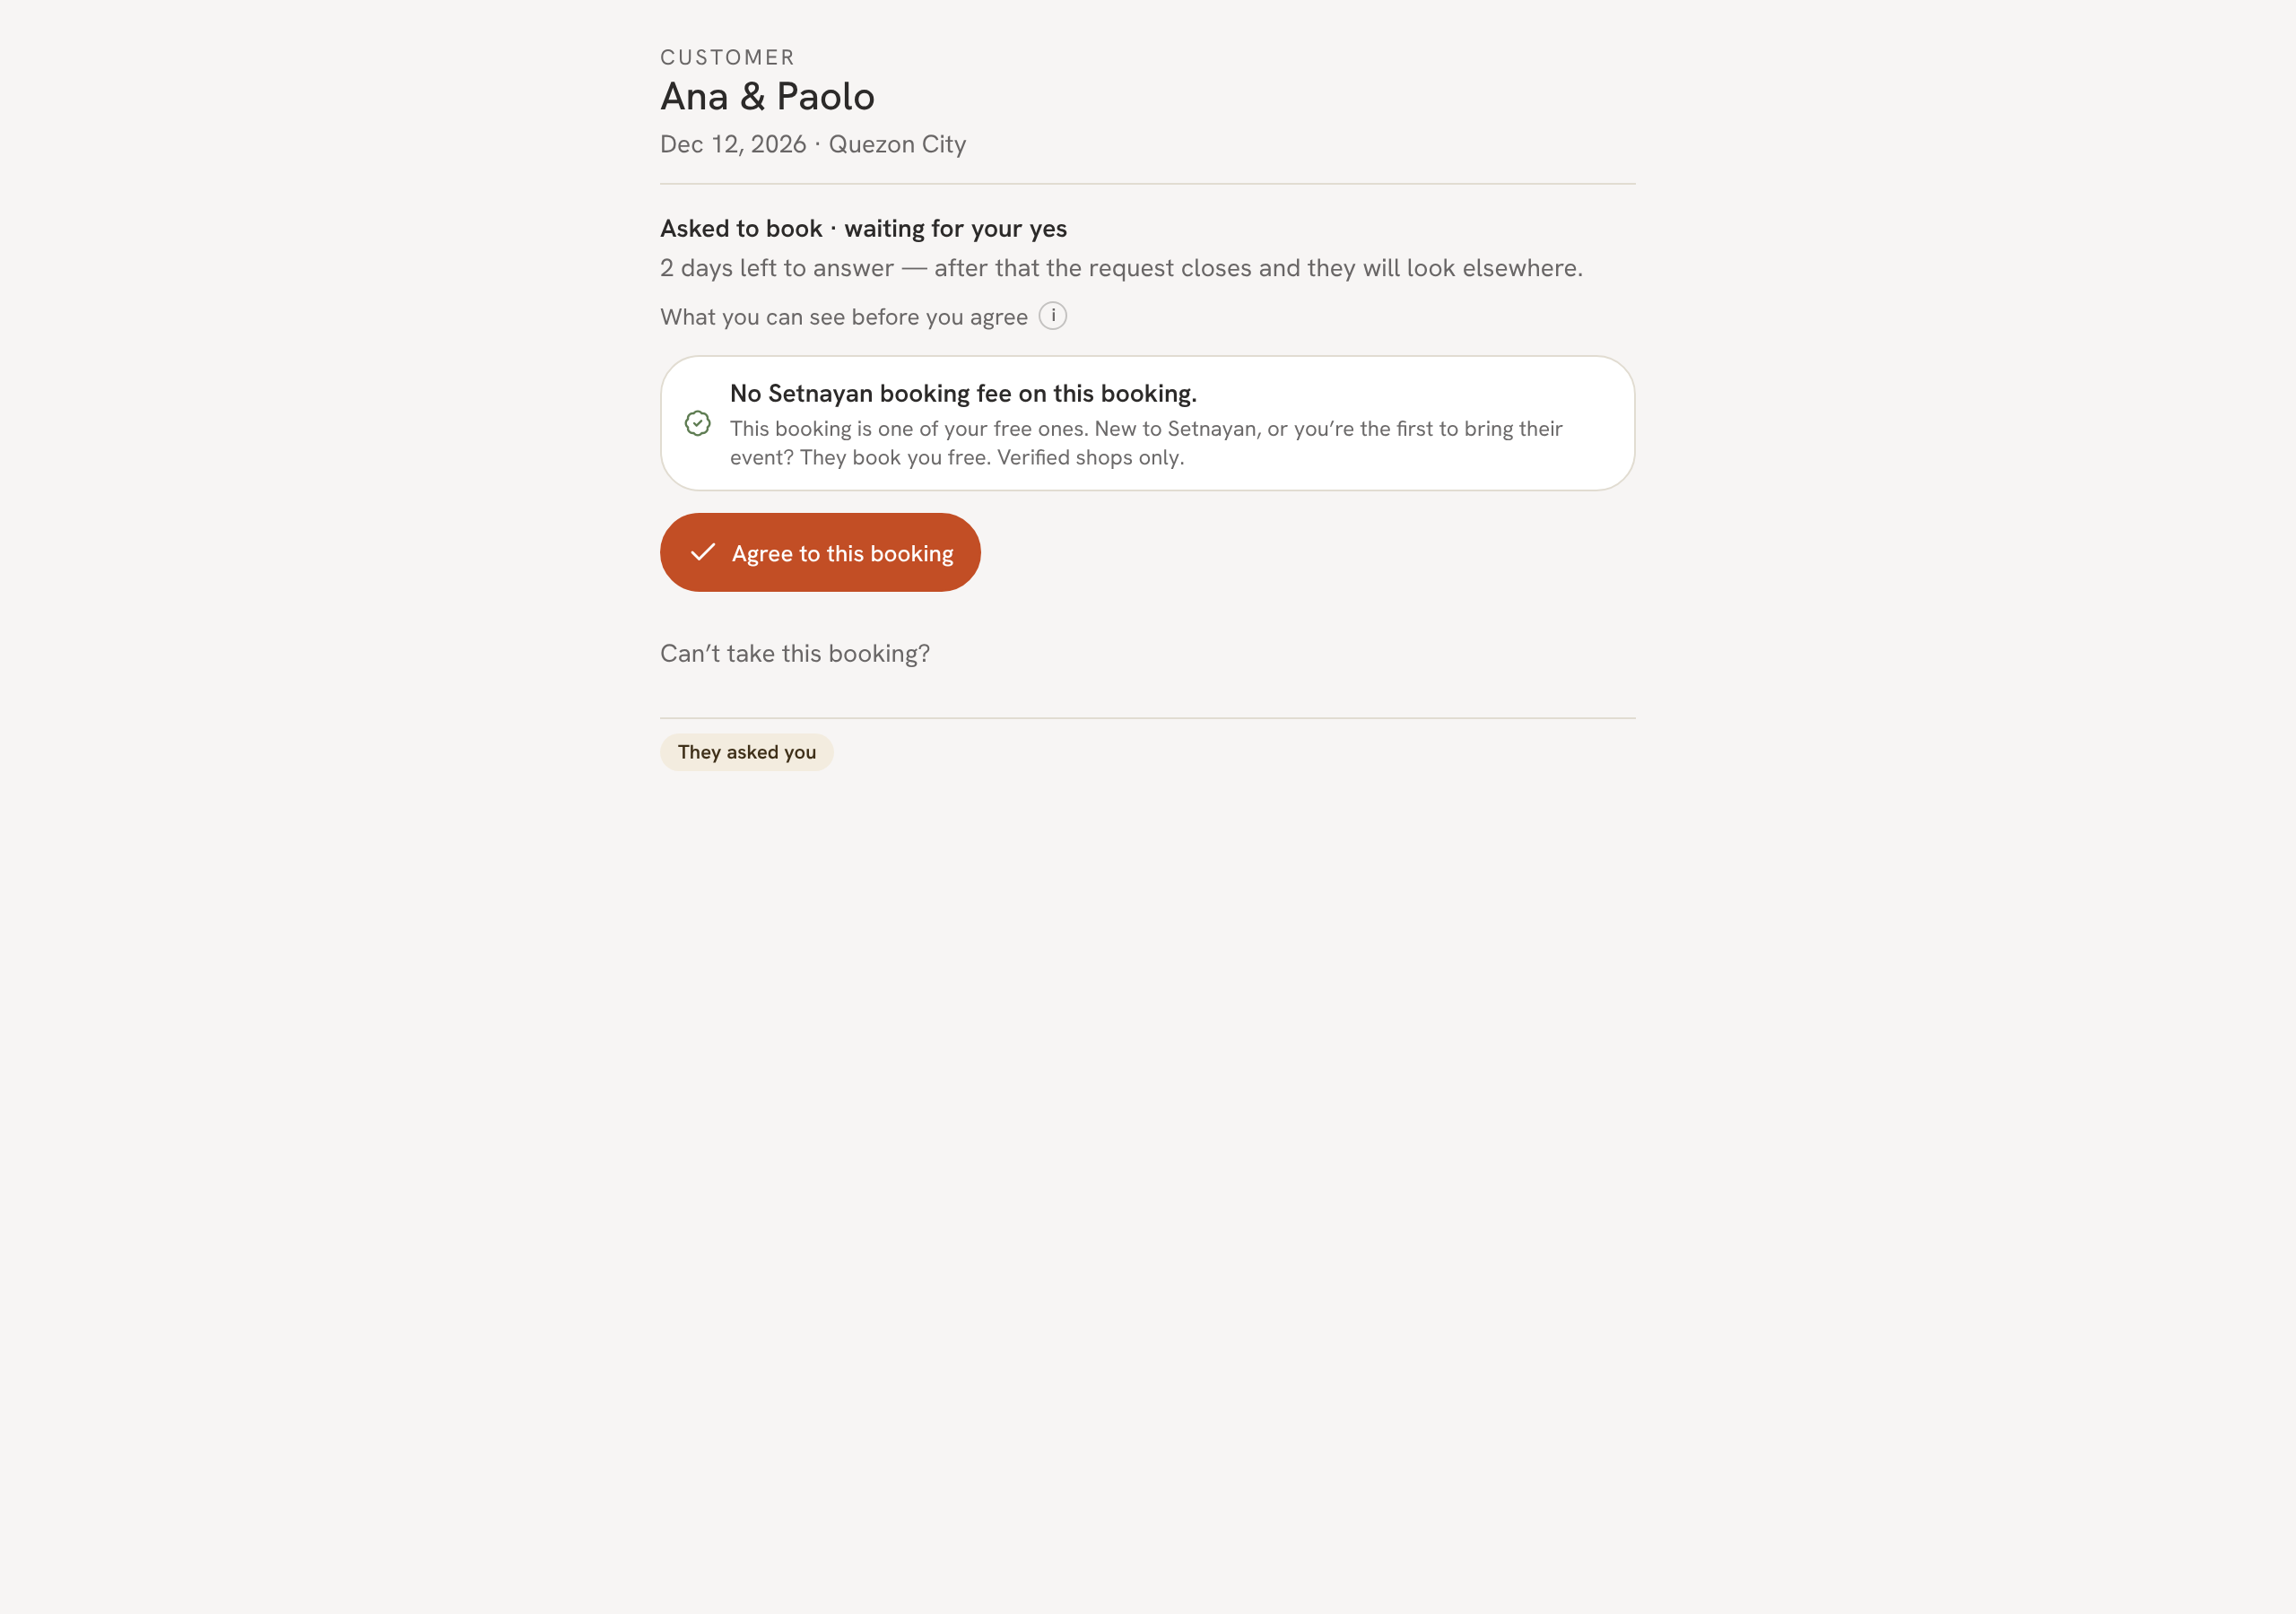 CUSTOMER
Ana & Paolo
Dec 12, 2026 · Quezon City
Asked to book · waiting for your yes
2 days left to answer — after that the request closes and they will look elsewhere.
What you can see before you agree i
No Setnayan booking fee on this booking.
This booking is one of your free ones. New to Setnayan, or you’re the first to bring their
event? They book you free. Verified shops only.
Agree to this booking
Can’t take this booking?
They asked you